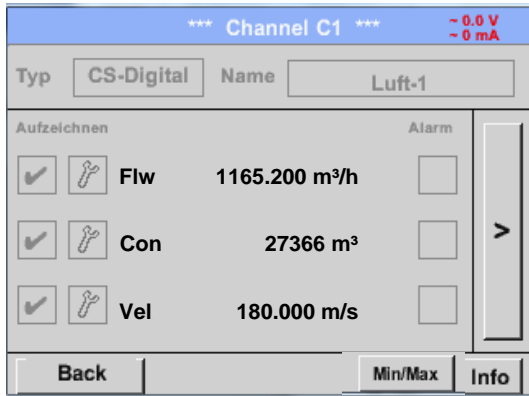 *** Channel C1 ***
~ 0.0 V
~ 0 mA
Typ CS-Digital Name Luft-1
Aufzeichnen Alarm
Flw 1165.200 m³/h
Con 27366 m³
Vel 180.000 m/s
>
Back Min/Max Info